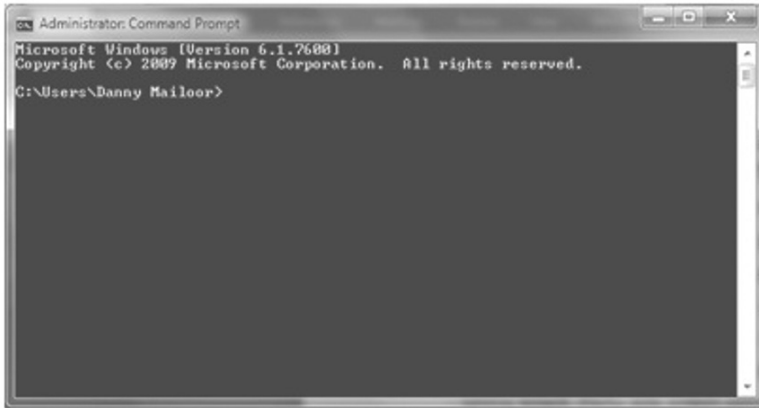 Administrator: Command Prompt
Microsoft Windows [Version 6.1.7600]
Copyright (c) 2009 Microsoft Corporation.  All rights reserved.
C:\Users\Danny Mailoor>